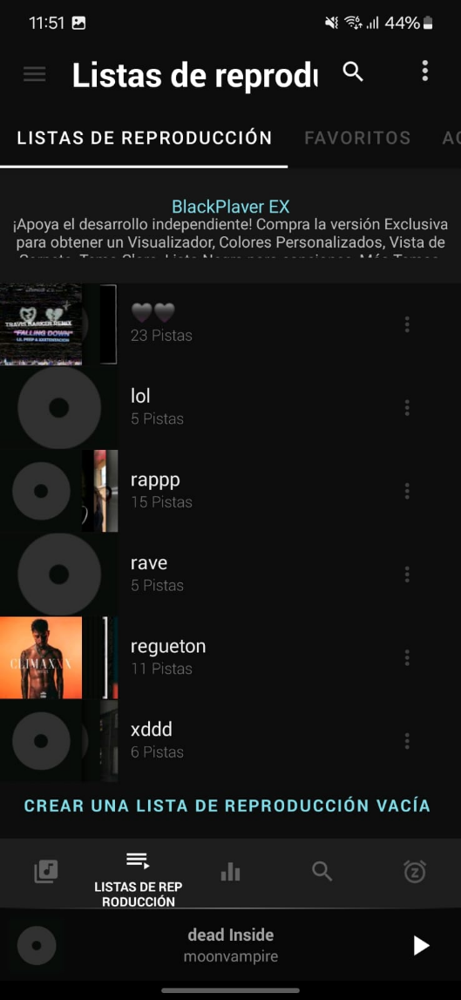 11:51
44%
Listas de reprodu
LISTAS DE REPRODUCCIÓN FAVORITOS
BlackPlayer EX
¡Apoya el desarrollo independiente! Compra la versión Exclusiva
para obtener un Visualizador, Colores Personalizados, Vista de
TRAVIS BARKER REMIX
"FALLING DOWN"
LIL PEEP & XXXTENTACION
🖤🖤
23 Pistas
lol
5 Pistas
rappp
15 Pistas
rave
5 Pistas
CLIMAXXX
regueton
11 Pistas
xddd
6 Pistas
CREAR UNA LISTA DE REPRODUCCIÓN VACÍA
LISTAS DE REP
RODUCCIÓN
dead Inside
moonvampire